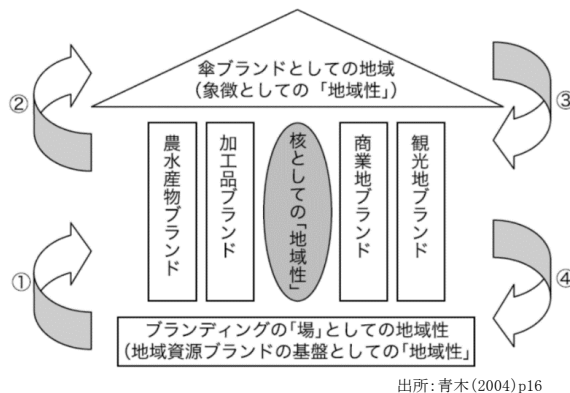 傘ブランドとしての地域
(象徴としての「地域性」)
②
③
農水産物ブランド
加工品ブランド
核としての「地域性」
商業地ブランド
観光地ブランド
①
④
ブランディングの「場」としての地域性
(地域資源ブランドの基盤としての「地域性」
出所:青木(2004)p16